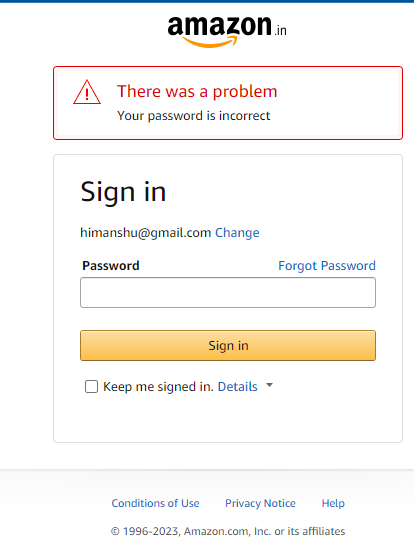 amazon.in
There was a problem
Your password is incorrect
Sign in
himanshu@gmail.com Change
Password Forgot Password
Sign in
Keep me signed in. Details
Conditions of Use Privacy Notice Help
© 1996-2023, Amazon.com, Inc. or its affiliates